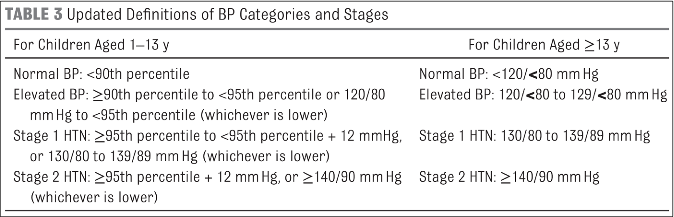 TABLE 3 Updated Definitions of BP Categories and Stages
For Children Aged 1–13 y
For Children Aged ≥13 y
Normal BP: <90th percentile
Normal BP: <120/<80 mm Hg
Elevated BP: ≥90th percentile to <95th percentile or 120/80
Elevated BP: 120/<80 to 129/<80 mm Hg
mm Hg to <95th percentile (whichever is lower)
Stage 1 HTN: ≥95th percentile to <95th percentile + 12 mmHg,
Stage 1 HTN: 130/80 to 139/89 mm Hg
or 130/80 to 139/89 mm Hg (whichever is lower)
Stage 2 HTN: ≥95th percentile + 12 mm Hg, or ≥140/90 mm Hg
Stage 2 HTN: ≥140/90 mm Hg
(whichever is lower)